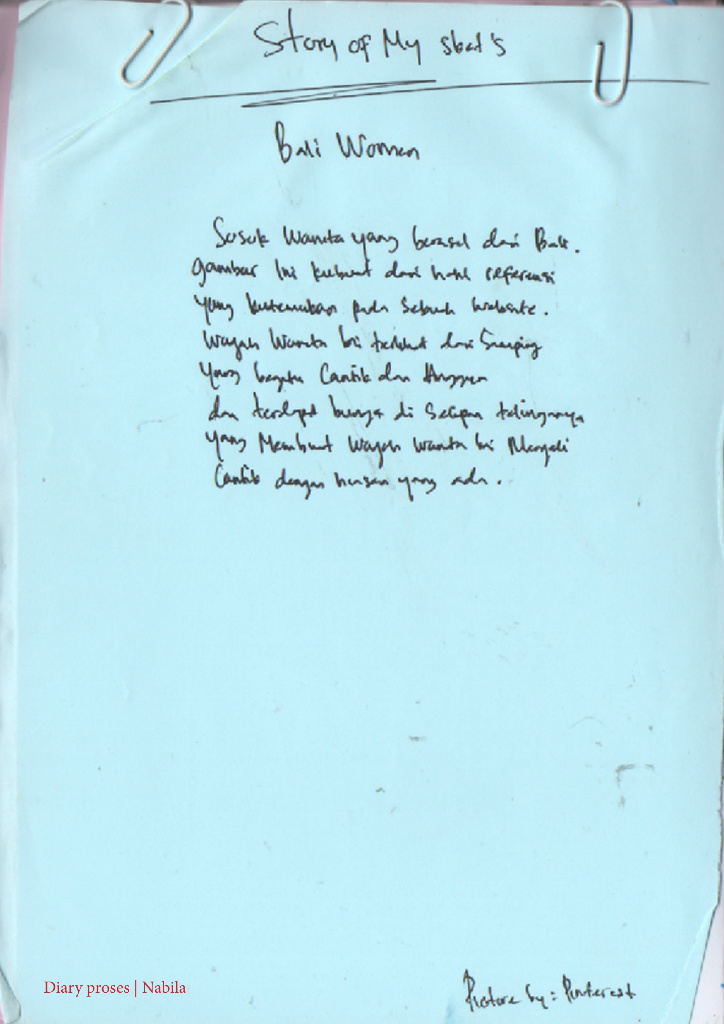 Story of My sket's
Bali Women
Sosok Wanita yang berasal dari Bali.
gambar Ini kubuat dari hasil referensi
yang kutemukan pada Sebuah website.
Wajah Wanita Ini terlihat dari Samping
yang begitu Cantik dan Anggun
dan terdapat bunga di Selipan telinganya
yang Membuat Wajah Wanita Ini Menjadi
Cantik dengan hiasan yang ada.
Diary proses | Nabila
Picture by : Pinterest